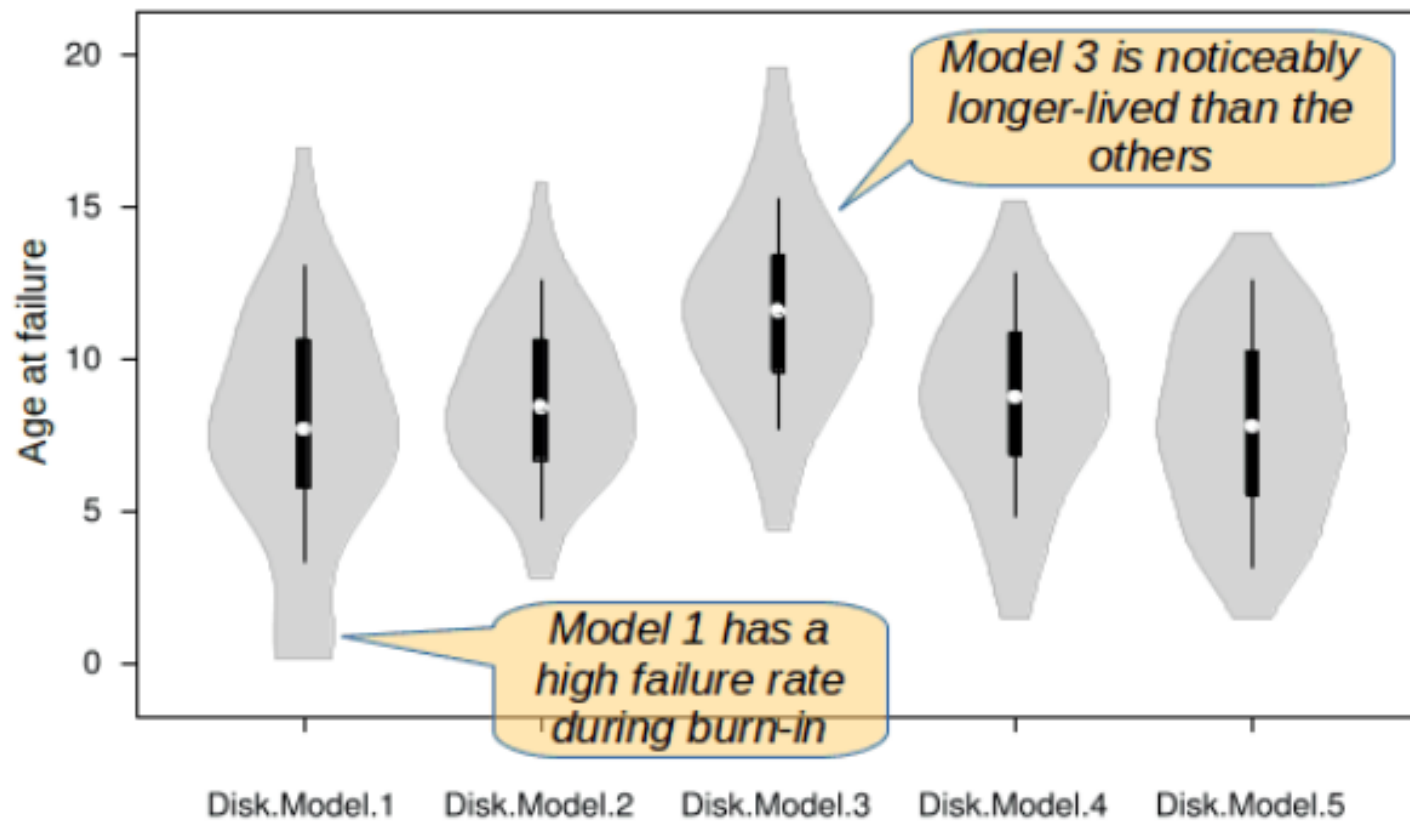 20
Model 3 is noticeably
longer-lived than the
others
15
Age at failure
10
5
Model 1 has a
high failure rate
during burn-in
0
Disk.Model.1 Disk.Model.2 Disk.Model.3 Disk.Model.4 Disk.Model.5